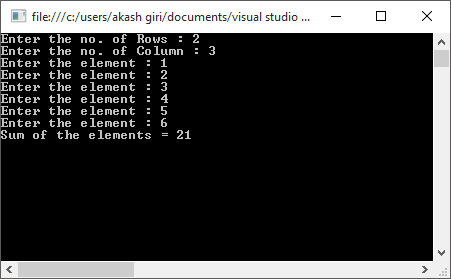 file:///c:/users/akash giri/documents/visual studio ...
Enter the no. of Rows : 2
Enter the no. of Column : 3
Enter the element : 1
Enter the element : 2
Enter the element : 3
Enter the element : 4
Enter the element : 5
Enter the element : 6
Sum of the elements = 21